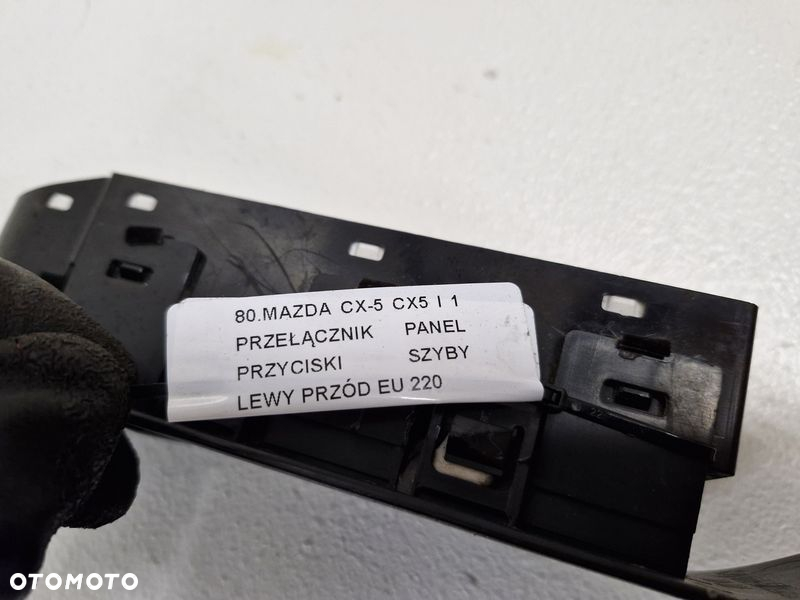 80.MAZDA CX-5 CX5 I 1
PRZEŁĄCZNIK PANEL
PRZYCISKI SZYBY
LEWY PRZÓD EU 220
OTOMOTO